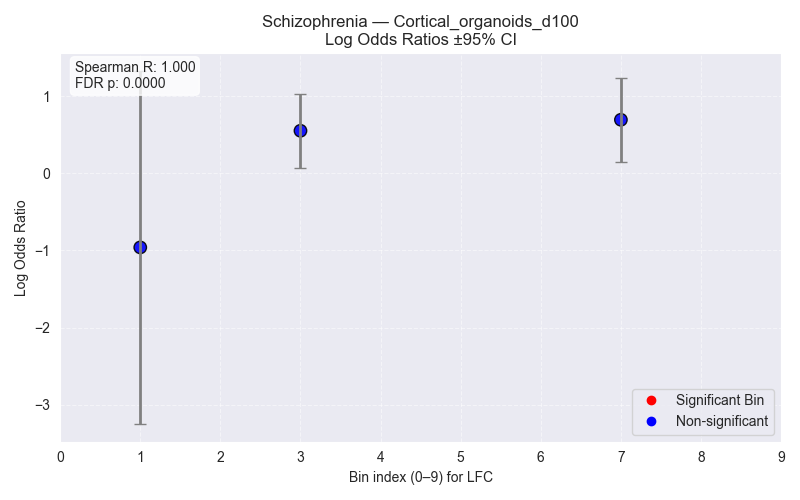 Schizophrenia — Cortical_organoids_d100
Log Odds Ratios ±95% CI
Spearman R: 1.000
FDR p: 0.0000
Log Odds Ratio
1
0
−1
−2
−3
Significant Bin
Non-significant
0 1 2 3 4 5 6 7 8 9
Bin index (0–9) for LFC